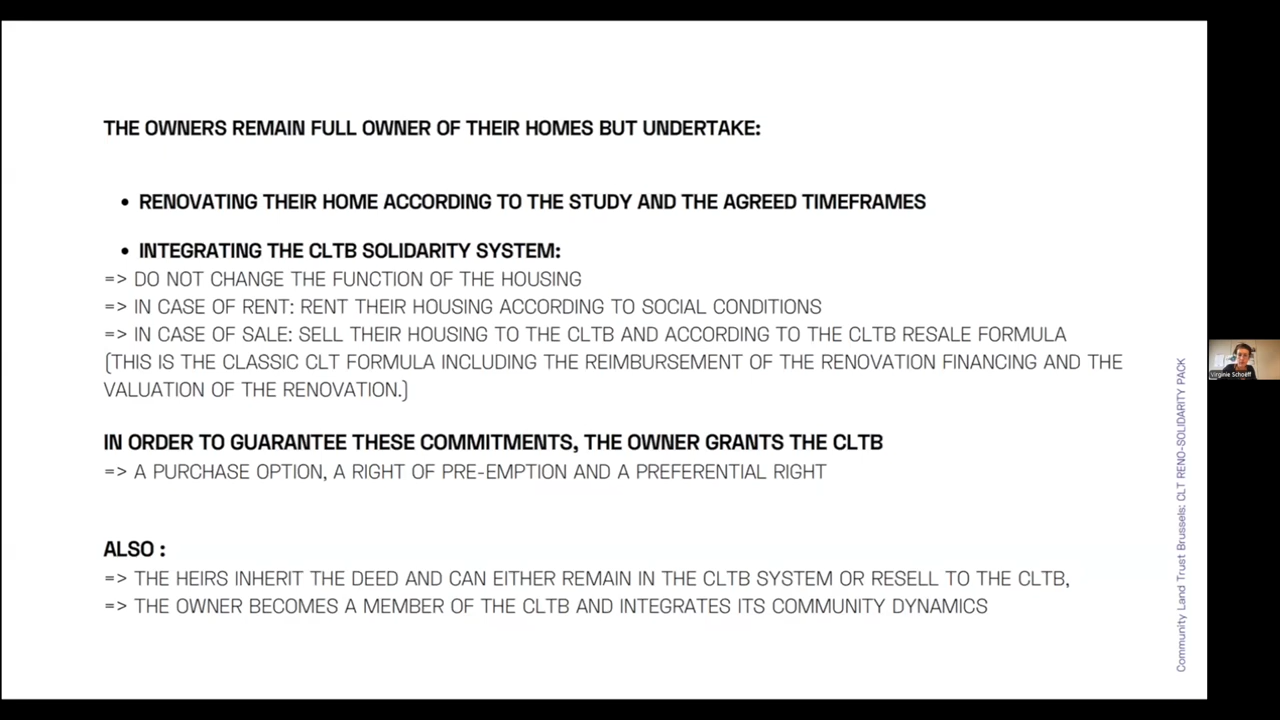 THE OWNERS REMAIN FULL OWNER OF THEIR HOMES BUT UNDERTAKE:
• RENOVATING THEIR HOME ACCORDING TO THE STUDY AND THE AGREED TIMEFRAMES
• INTEGRATING THE CLTB SOLIDARITY SYSTEM:
=> DO NOT CHANGE THE FUNCTION OF THE HOUSING
=> IN CASE OF RENT: RENT THEIR HOUSING ACCORDING TO SOCIAL CONDITIONS
=> IN CASE OF SALE: SELL THEIR HOUSING TO THE CLTB AND ACCORDING TO THE CLTB RESALE FORMULA
(THIS IS THE CLASSIC CLT FORMULA INCLUDING THE REIMBURSEMENT OF THE RENOVATION FINANCING AND THE
VALUATION OF THE RENOVATION.)
IN ORDER TO GUARANTEE THESE COMMITMENTS, THE OWNER GRANTS THE CLTB
=> A PURCHASE OPTION, A RIGHT OF PRE-EMPTION AND A PREFERENTIAL RIGHT
ALSO :
=> THE HEIRS INHERIT THE DEED AND CAN EITHER REMAIN IN THE CLTB SYSTEM OR RESELL TO THE CLTB,
=> THE OWNER BECOMES A MEMBER OF THE CLTB AND INTEGRATES ITS COMMUNITY DYNAMICS
Community Land Trust Brussels: CLT RENO-SOLIDARITY PACK
Virginie Schoëff